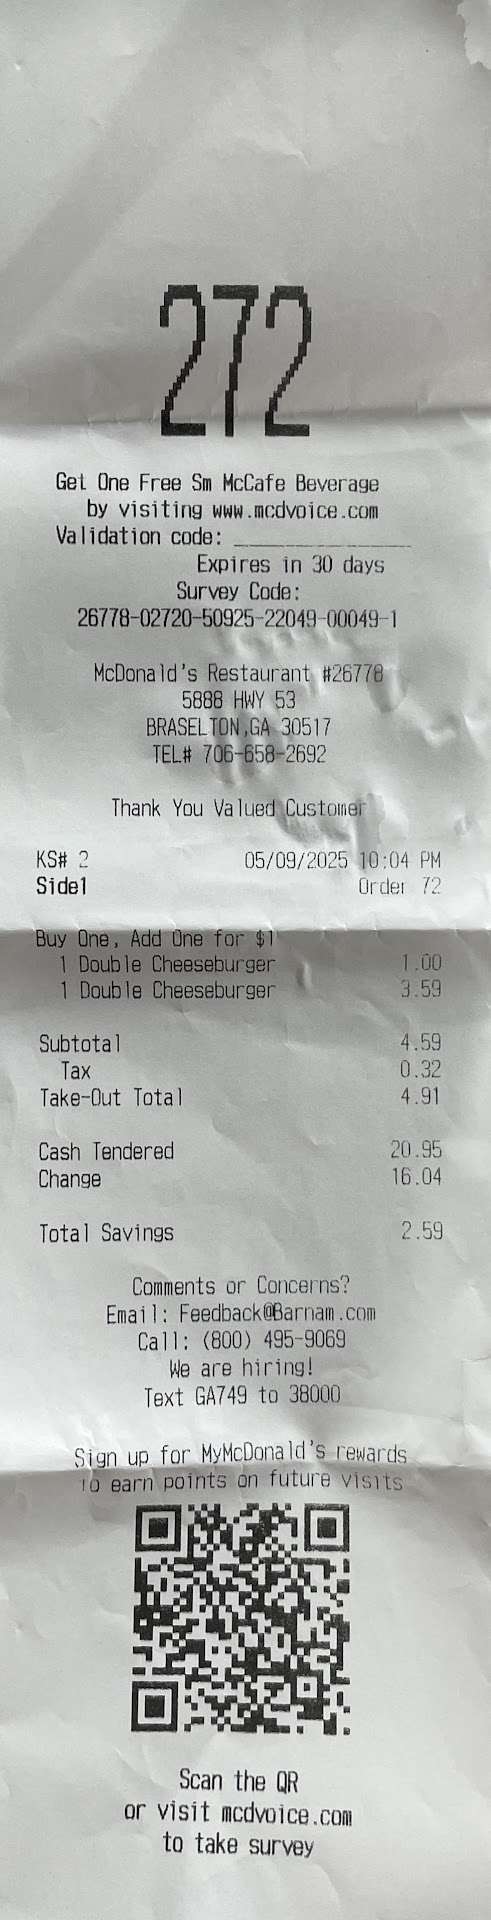 272
Get One Free Sm McCafe Beverage
by visiting www.mcdvoice.com
Validation code: _______________
Expires in 30 days
Survey Code:
26778-02720-50925-22049-00049-1
McDonald's Restaurant #26778
5888 HWY 53
BRASELTON,GA 30517
TEL# 706-658-2692
Thank You Valued Customer
KS# 2 05/09/2025 10:04 PM
Side1 Order 72
Buy One, Add One for $1
1 Double Cheeseburger 1.00
1 Double Cheeseburger 3.59
Subtotal 4.59
Tax 0.32
Take-Out Total 4.91
Cash Tendered 20.95
Change 16.04
Total Savings 2.59
Comments or Concerns?
Email: Feedback@Barnam.com
Call: (800) 495-9069
We are hiring!
Text GA749 to 38000
Sign up for MyMcDonald's rewards
to earn points on future visits
Scan the QR
or visit mcdvoice.com
to take survey